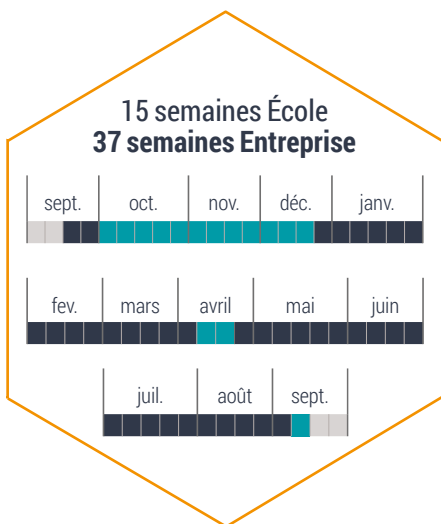 15 semaines École
37 semaines Entreprise
sept. oct. nov. déc. janv.
fev. mars avril mai juin
juil. août sept.